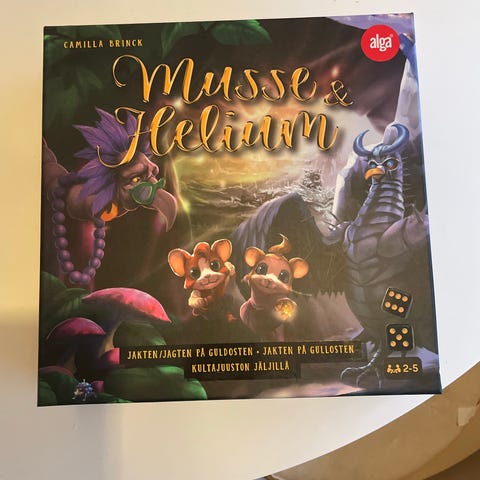 CAMILLA BRINCK
alga
Musse &
Helium
JAKTEN/JAGTEN PÅ GULDOSTEN • JAKTEN PÅ GULLOSTEN
KULTAJUUSTON JÄLJILLÄ
2-5